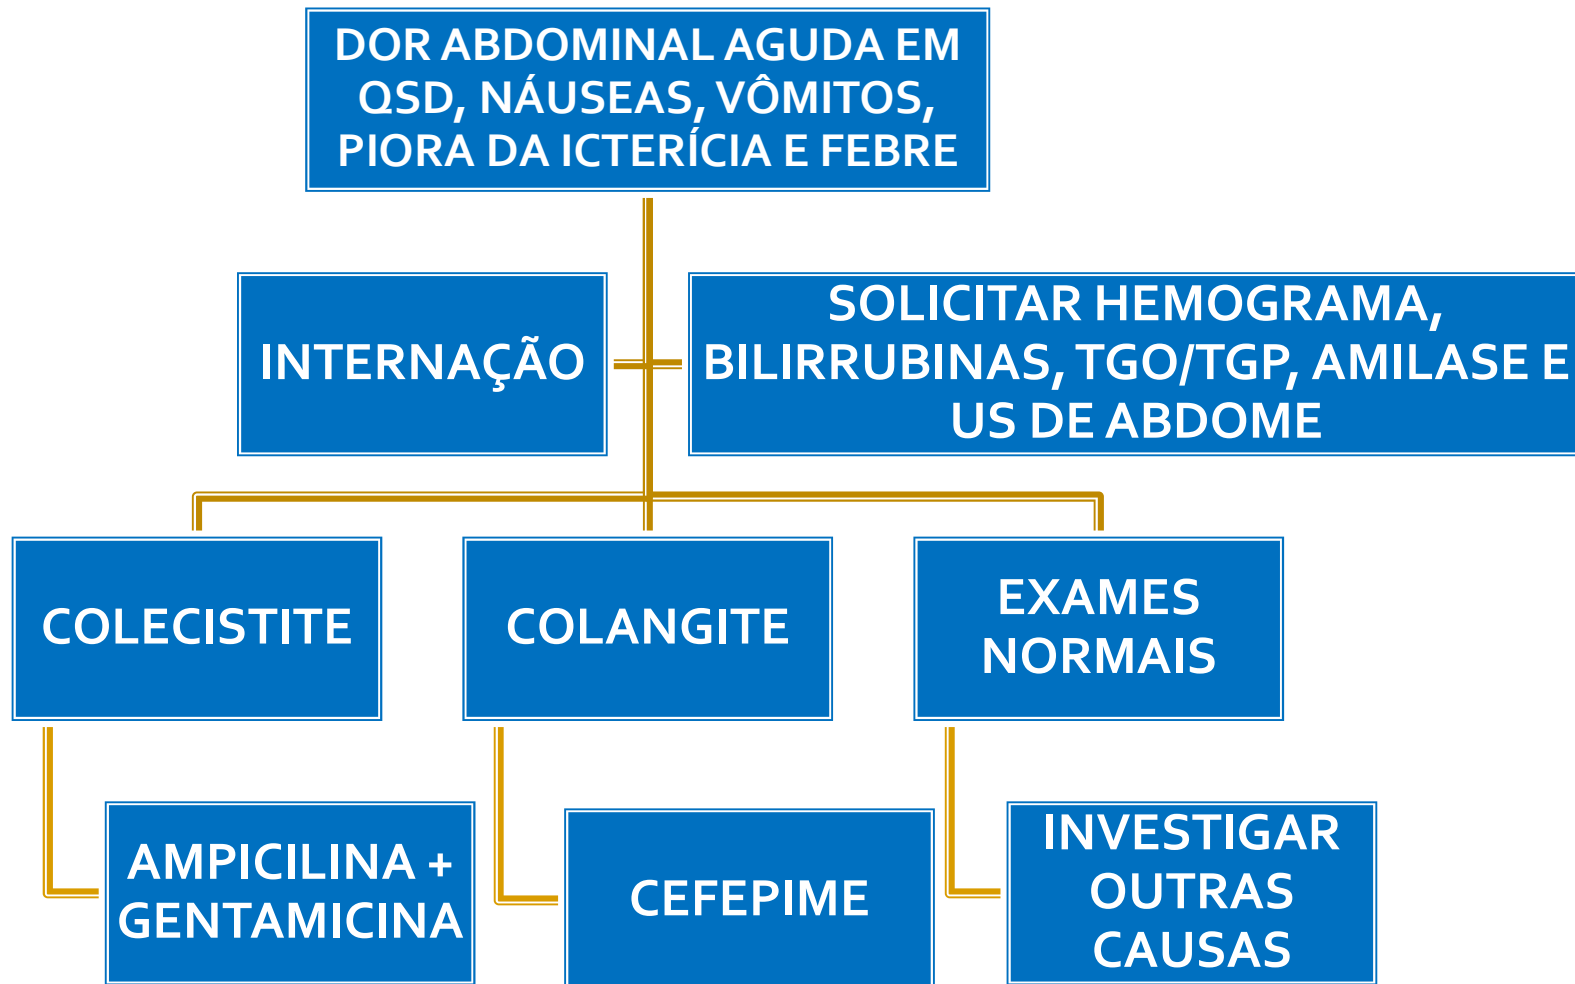 DOR ABDOMINAL AGUDA EM
QSD, NÁUSEAS, VÔMITOS,
PIORA DA ICTERÍCIA E FEBRE
INTERNAÇÃO
SOLICITAR HEMOGRAMA,
BILIRRUBINAS, TGO/TGP, AMILASE E
US DE ABDOME
COLECISTITE
COLANGITE
EXAMES
NORMAIS
AMPICILINA +
GENTAMICINA
CEFEPIME
INVESTIGAR
OUTRAS
CAUSAS